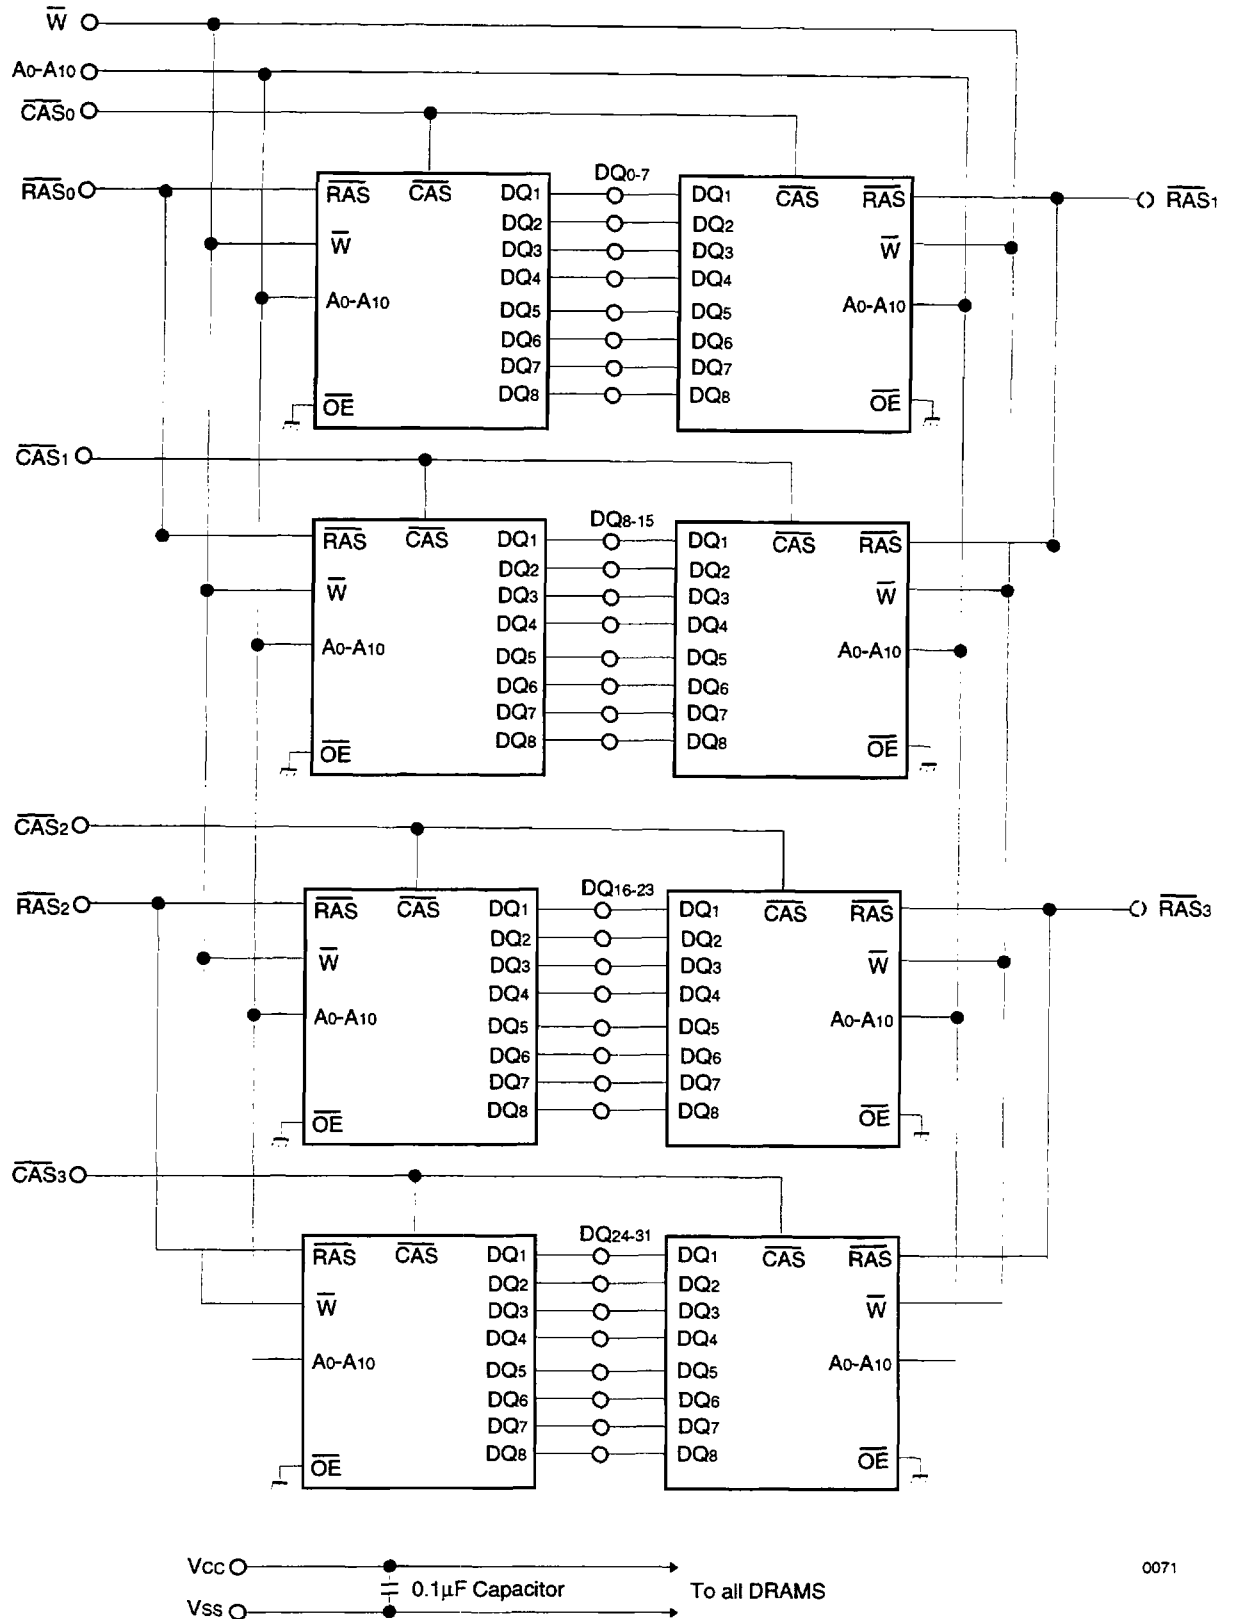 W
A0-A10
CAS0
RAS0
RAS1
DQ0-7
RAS CAS DQ1 DQ1 CAS RAS
DQ2 DQ2
W DQ3 DQ3 W
DQ4 DQ4
A0-A10 DQ5 DQ5 A0-A10
DQ6 DQ6
DQ7 DQ7
OE DQ8 DQ8 OE
CAS1
DQ8-15
RAS CAS DQ1 DQ1 CAS RAS
DQ2 DQ2
W DQ3 DQ3 W
DQ4 DQ4
A0-A10 DQ5 DQ5 A0-A10
DQ6 DQ6
DQ7 DQ7
OE DQ8 DQ8 OE
CAS2
RAS2
RAS3
DQ16-23
RAS CAS DQ1 DQ1 CAS RAS
DQ2 DQ2
W DQ3 DQ3 W
DQ4 DQ4
A0-A10 DQ5 DQ5 A0-A10
DQ6 DQ6
DQ7 DQ7
OE DQ8 DQ8 OE
CAS3
DQ24-31
RAS CAS DQ1 DQ1 CAS RAS
DQ2 DQ2
W DQ3 DQ3 W
DQ4 DQ4
A0-A10 DQ5 DQ5 A0-A10
DQ6 DQ6
DQ7 DQ7
OE DQ8 DQ8 OE
Vcc
0.1µF Capacitor
To all DRAMS
Vss
0071